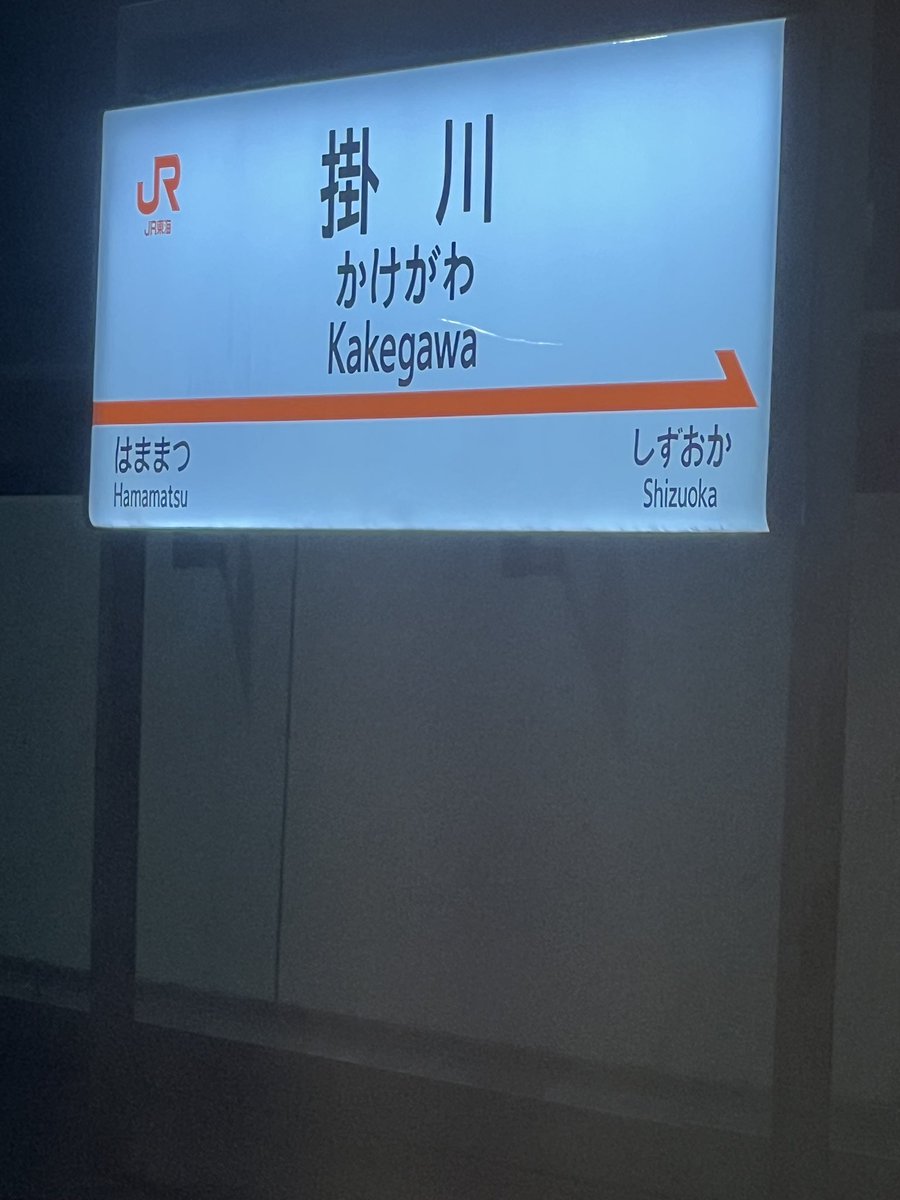 JR
JR東海
掛川
かけがわ
Kakegawa
はままつ
Hamamatsu
しずおか
Shizuoka